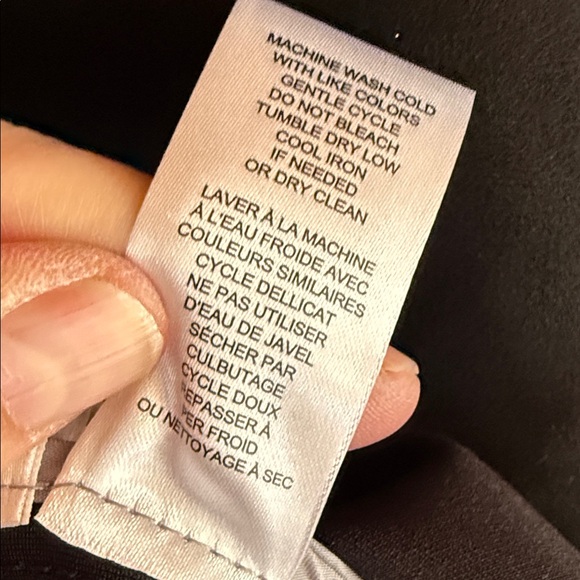 MACHINE WASH COLD
WITH LIKE COLORS
GENTLE CYCLE
DO NOT BLEACH
TUMBLE DRY LOW
COOL IRON
IF NEEDED
OR DRY CLEAN
LAVER À LA MACHINE
À L'EAU FROIDE AVEC
COULEURS SIMILAIRES
CYCLE DELLICAT
NE PAS UTILISER
D'EAU DE JAVEL
SÉCHER PAR
CULBUTAGE
CYCLE DOUX
REPASSER À
FER FROID
OU NETTOYAGE À SEC